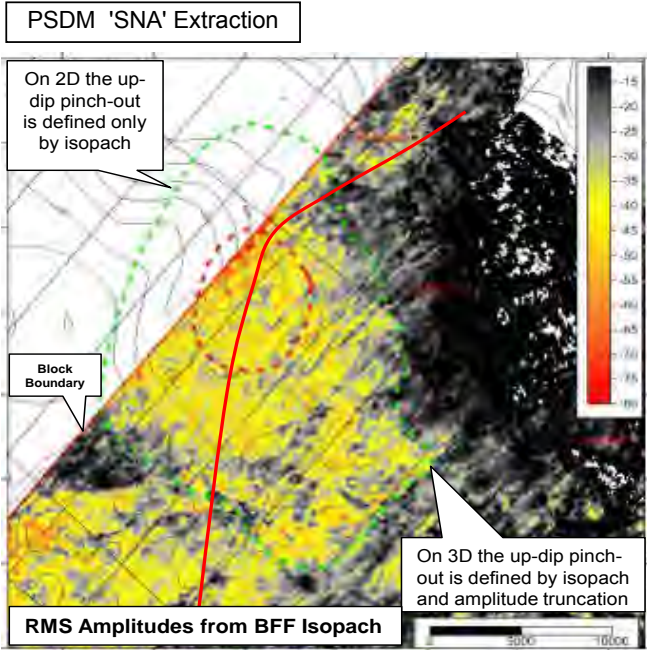 PSDM 'SNA' Extraction
On 2D the up-
dip pinch-out
is defined only
by isopach
-15
-20
-25
-30
-35
-40
-45
-50
-55
-60
-65
-70
-75
-80
Block
Boundary
On 3D the up-dip pinch-
out is defined by isopach
and amplitude truncation
RMS Amplitudes from BFF Isopach
0 5000 10000